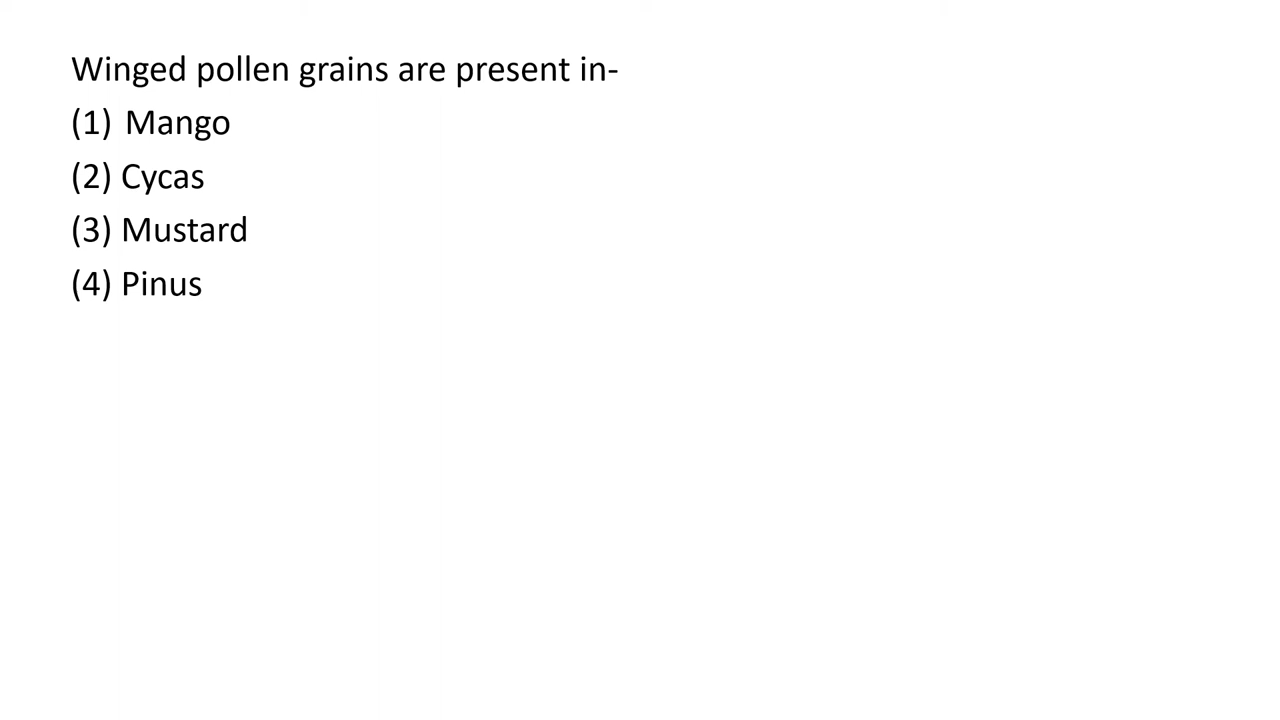 Winged pollen grains are present in-
(1) Mango
(2) Cycas
(3) Mustard
(4) Pinus